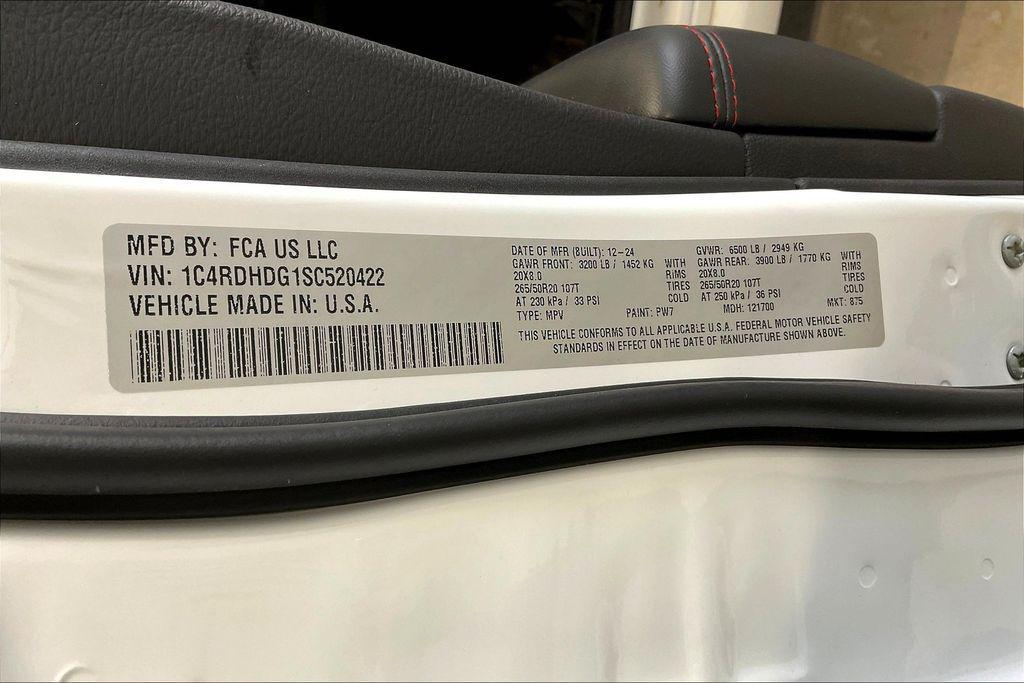 MFD BY: FCA US LLC
VIN: 1C4RDHDG1SC520422
VEHICLE MADE IN: U.S.A.
DATE OF MFR (BUILT): 12-24
GAWR FRONT: 3200 LB / 1452 KG WITH
20X8.0 RIMS
265/50R20 107T TIRES
AT 230 kPa / 33 PSI COLD
TYPE: MPV PAINT: PW7
GVWR: 6500 LB / 2949 KG
GAWR REAR: 3900 LB / 1770 KG WITH
20X8.0 RIMS
265/50R20 107T TIRES
AT 250 kPa / 36 PSI COLD
MDH: 121700 MKT: 875
THIS VEHICLE CONFORMS TO ALL APPLICABLE U.S.A. FEDERAL MOTOR VEHICLE SAFETY
STANDARDS IN EFFECT ON THE DATE OF MANUFACTURE SHOWN ABOVE.